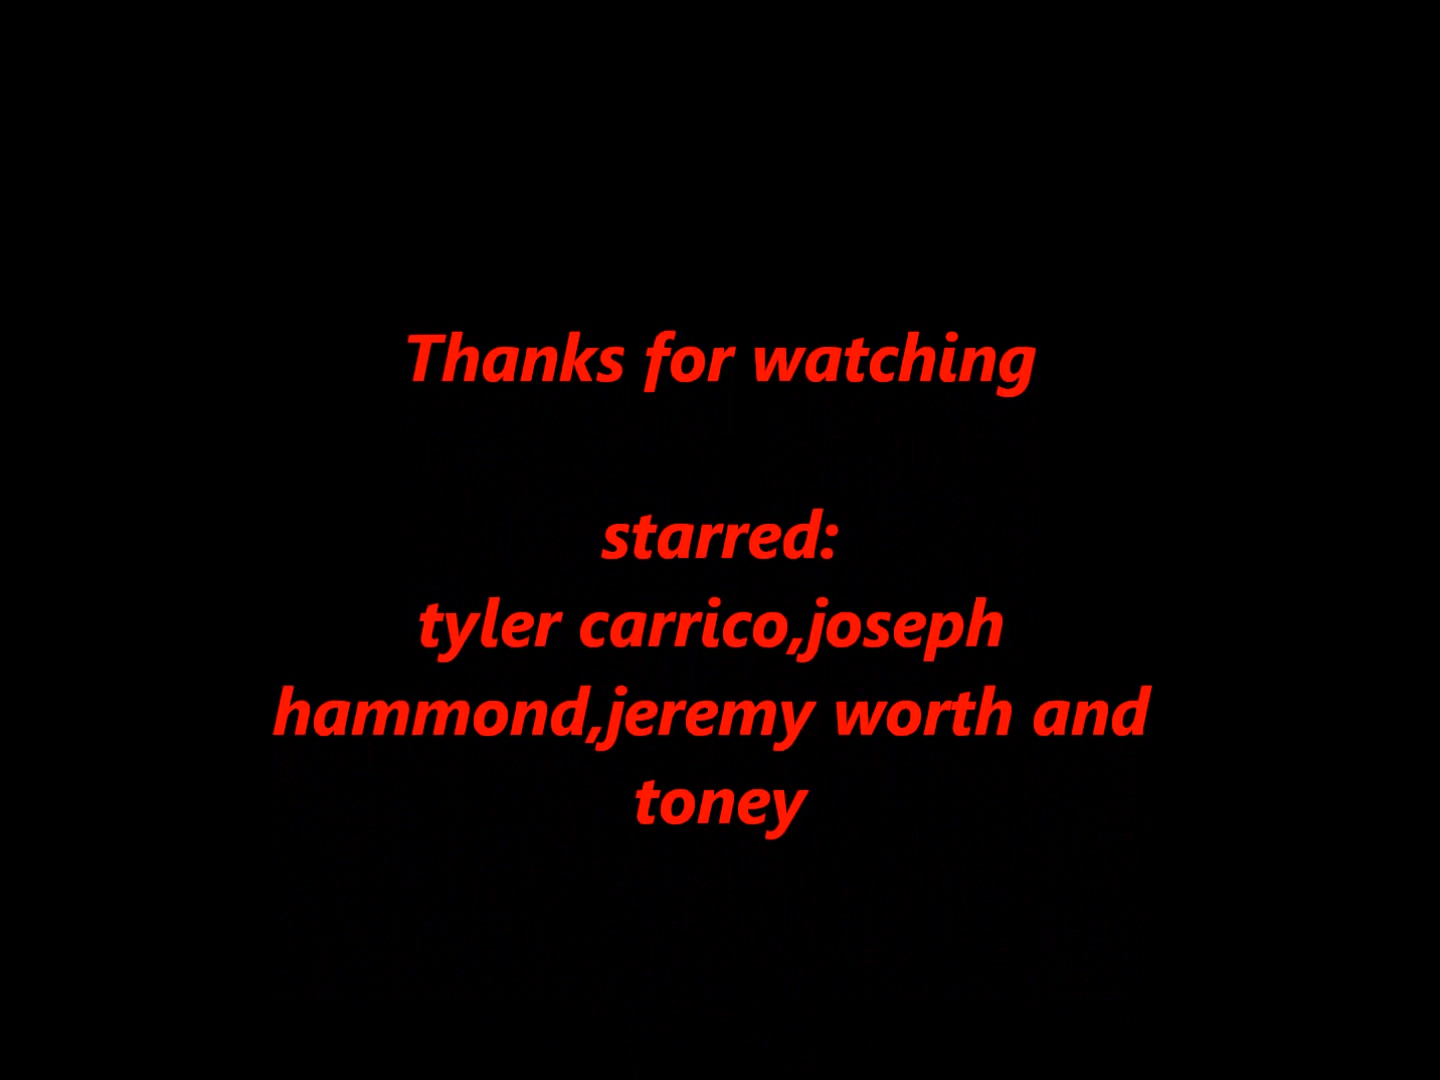 Thanks for watching
starred:
tyler carrico,joseph
hammond,jeremy worth and
toney